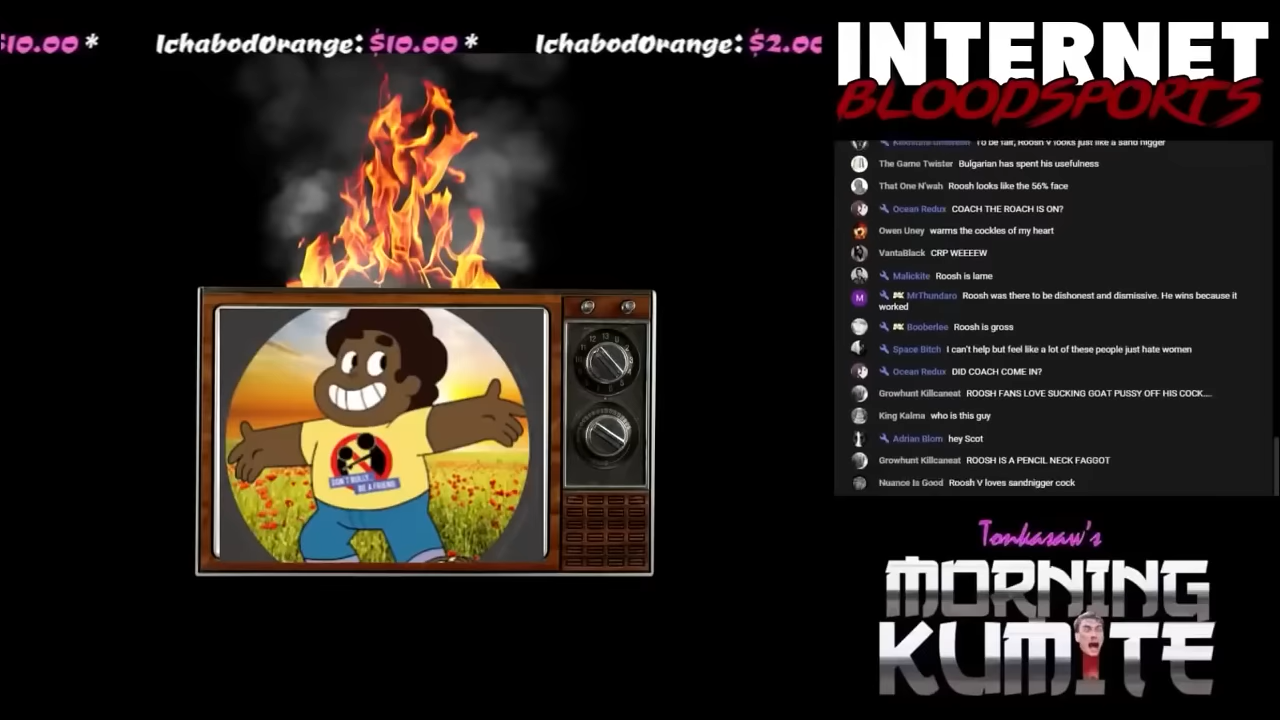 $10.00 * IchabodOrange: $10.00 * IchabodOrange: $2.00
INTERNET
BLOODSPORTS
To be fair, Roosh V looks just like a sand nigger
The Game Twister Bulgarian has spent his usefulness
That One N'wah Roosh looks like the 56% face
Ocean Redux COACH THE ROACH IS ON?
Owen Uney warms the cockles of my heart
VantaBlack CRP WEEEEW
Malickite Roosh is lame
M MrThundaro Roosh was there to be dishonest and dismissive. He wins because it
worked
Booberlee Roosh is gross
Space Bitch I can't help but feel like a lot of these people just hate women
Ocean Redux DID COACH COME IN?
Growhunt Killcaneat ROOSH FANS LOVE SUCKING GOAT PUSSY OFF HIS COCK....
King Kalma who is this guy
Adrian Blom hey Scot
Growhunt Killcaneat ROOSH IS A PENCIL NECK FAGGOT
Nuance Is Good Roosh V loves sandnigger cock
DON'T BULLY...
BE A FRIEND
Tonkasaw's
MORNING
KUMITE